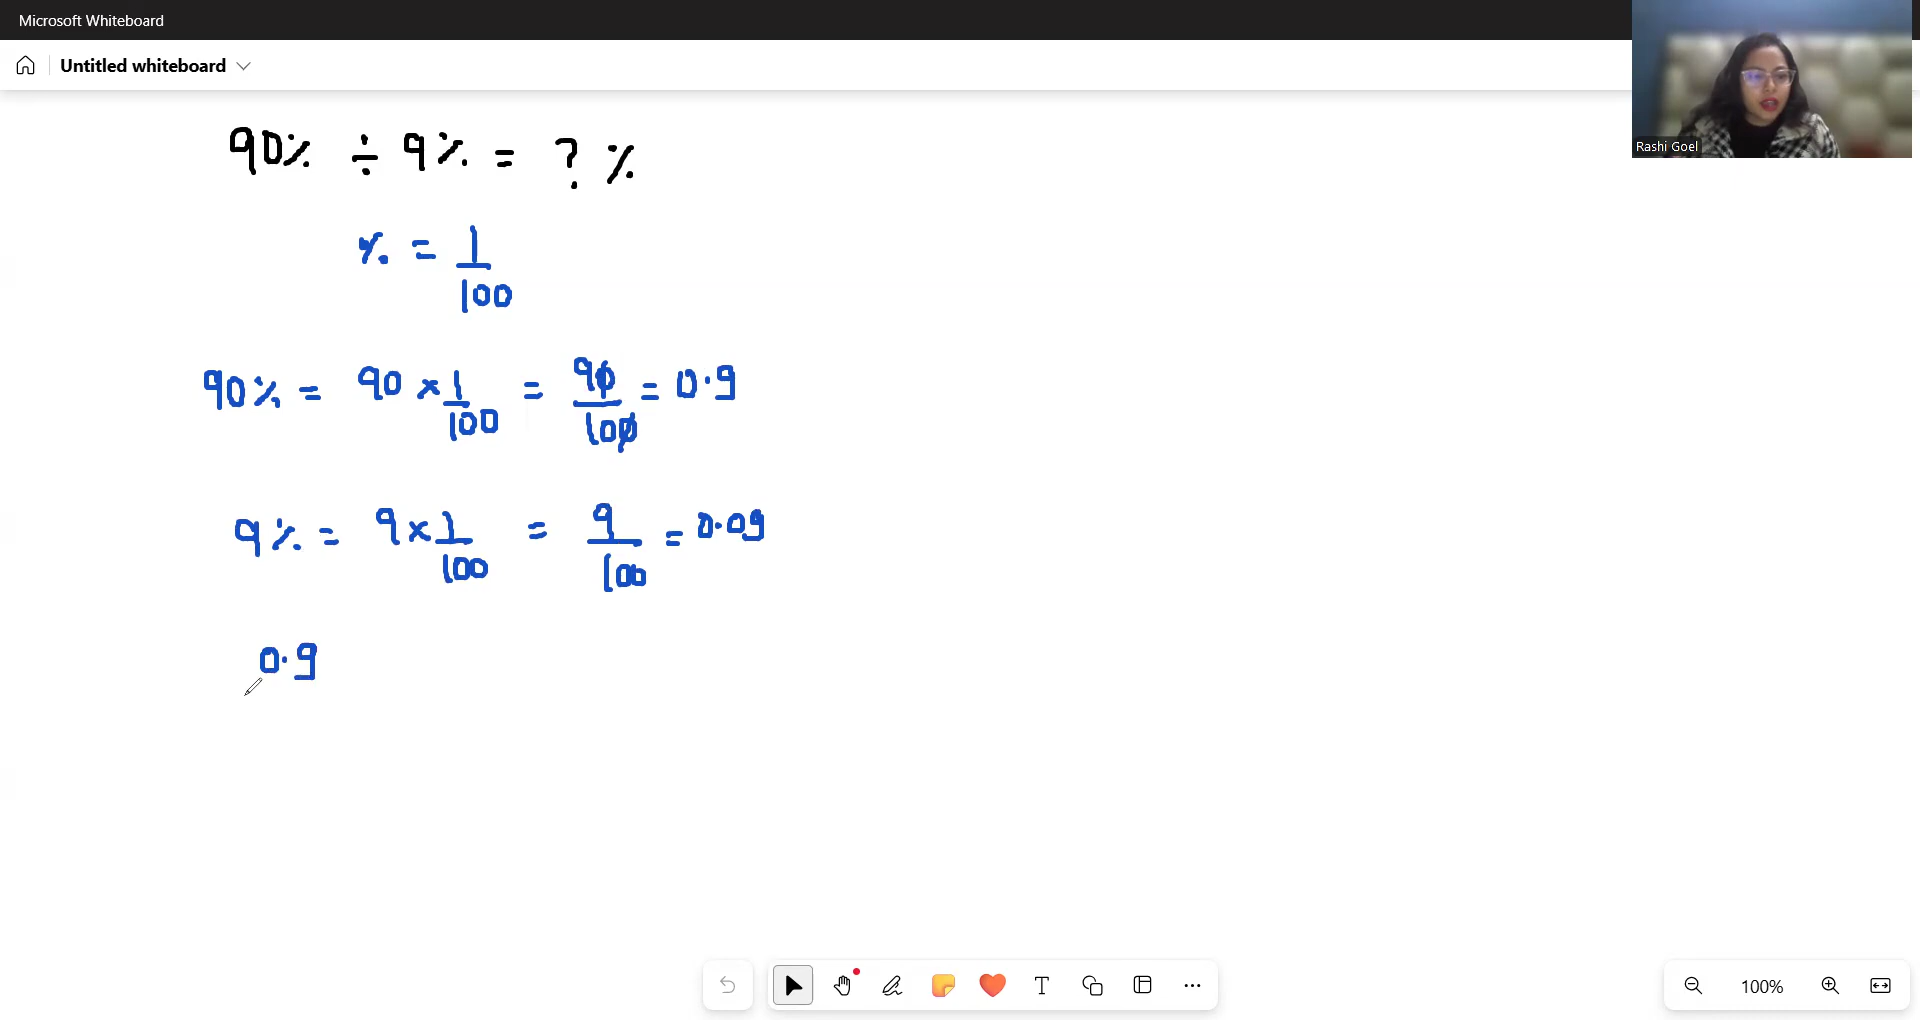 Microsoft Whiteboard
Untitled whiteboard
Rashi Goel
90% ÷ 9% = ? %
% = 1/100
90% = 90 × 1/100 = 90/100 = 0.9
9% = 9 × 1/100 = 9/100 = 0.09
0.9
T
100%